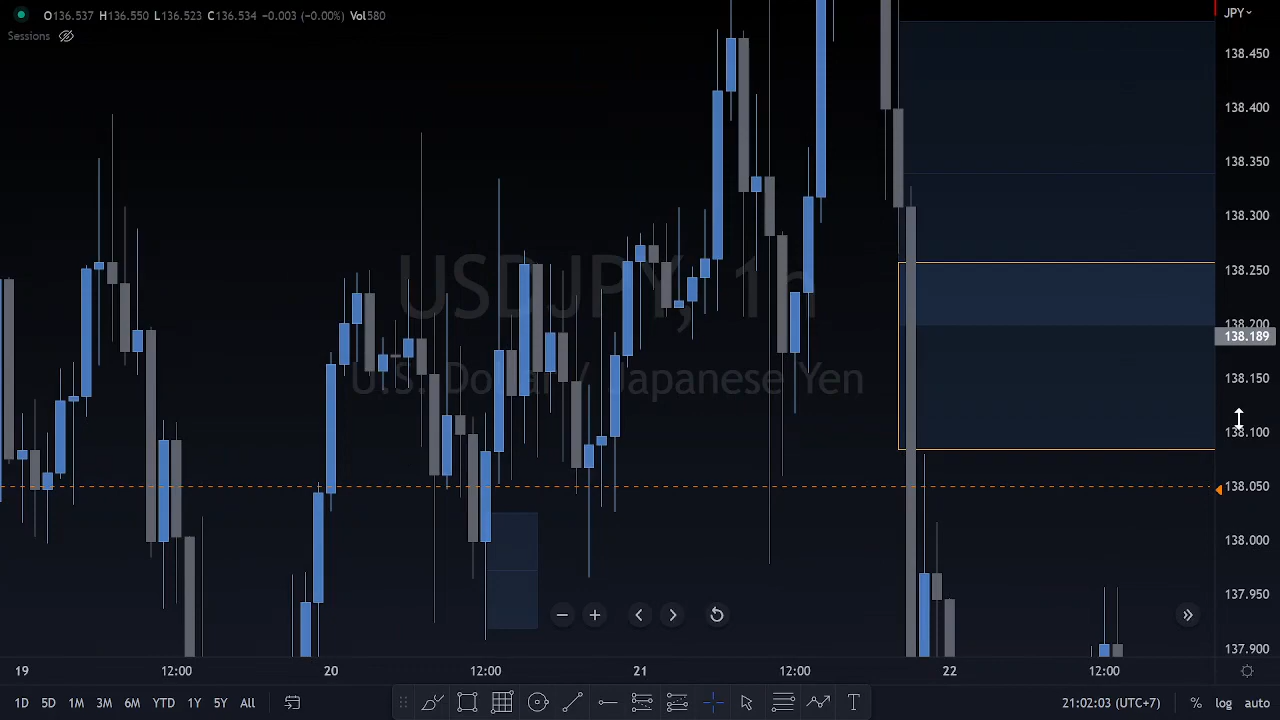 O136.537 H136.550 L136.523 C136.534 −0.003 (−0.00%) Vol580
JPY
Sessions
138.450
138.400
138.350
138.300
138.250
138.200
138.189
138.150
138.100
138.050
138.000
137.950
137.900
USDJPY, 1h
U.S. Dollar / Japanese Yen
19 12:00 20 12:00 21 12:00 22 12:00
1D 5D 1M 3M 6M YTD 1Y 5Y All
21:02:03 (UTC+7) % log auto